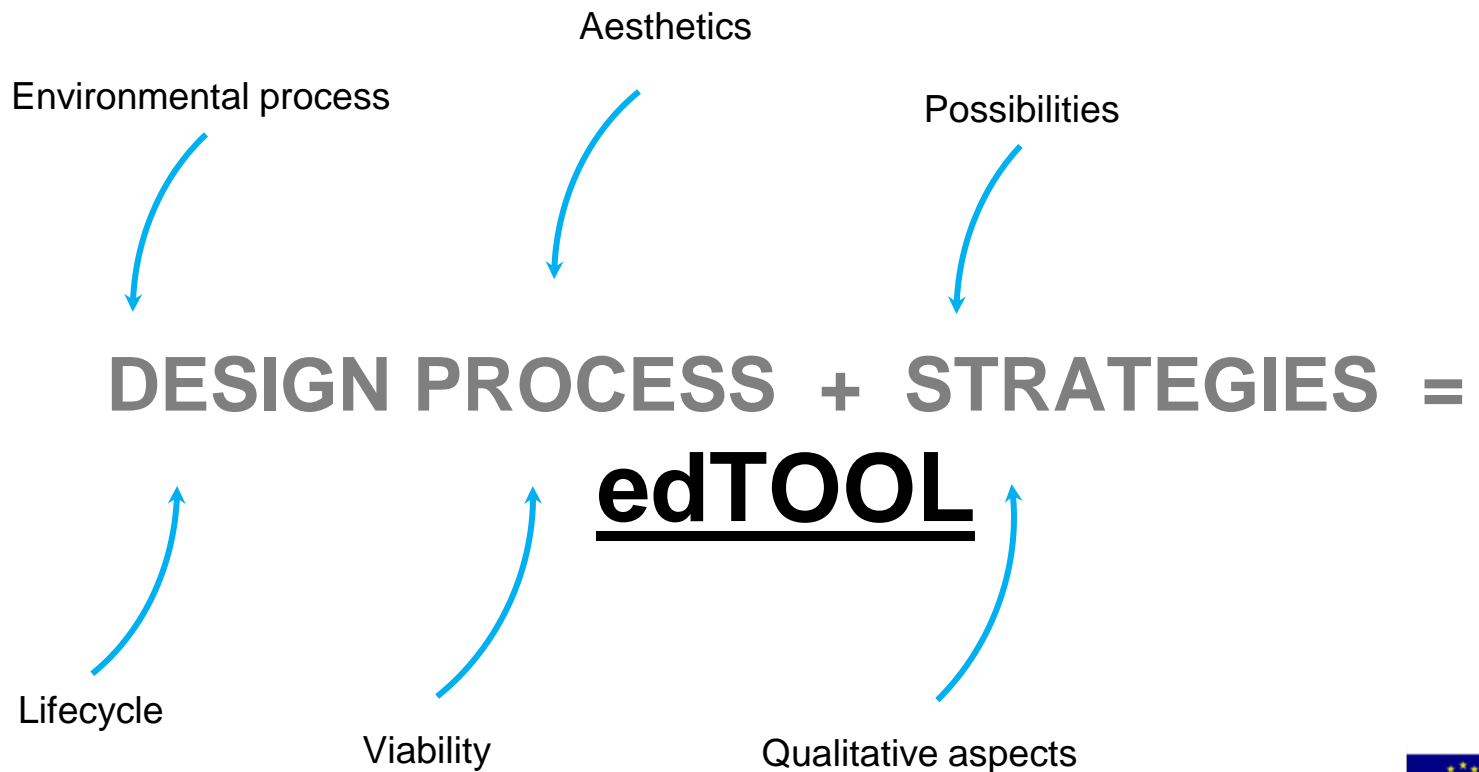 Aesthetics
Environmental process
Possibilities
DESIGN PROCESS + STRATEGIES =
edTOOL
Lifecycle
Viability
Qualitative aspects